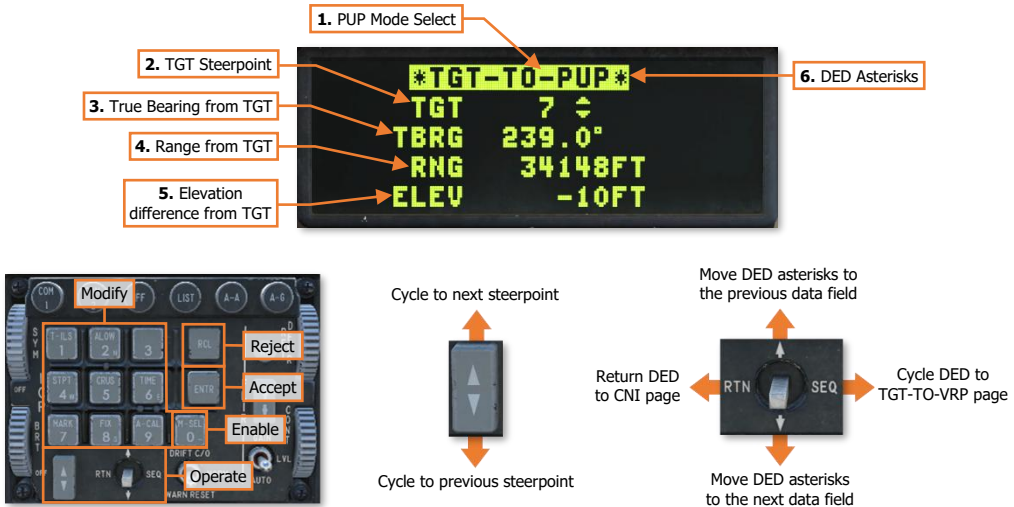 1. PUP Mode Select
2. TGT Steerpoint
3. True Bearing from TGT
4. Range from TGT
5. Elevation
difference from TGT
6. DED Asterisks
*TGT-TO-PUP*
TGT 7
TBRG 239.0°
RNG 34148FT
ELEV -10FT
COM
1
FF
LIST
A-A
A-G
Modify
T-ILS
1
ALOW
2 N
3
RCL
Reject
STPT
4 W
CRUS
5
TIME
6 E
ENTR
Accept
MARK
7
FIX
8 S
A-CAL
9
M-SEL
0 -
Enable
SYM
OFF
BRT
DRIFT C/O
RTN
SEQ
Operate
LVL
AUTO
WARN RESET
Cycle to next steerpoint
Cycle to previous steerpoint
Move DED asterisks to
the previous data field
Return DED
to CNI page
RTN
SEQ
Cycle DED to
TGT-TO-VRP page
Move DED asterisks
to the next data field